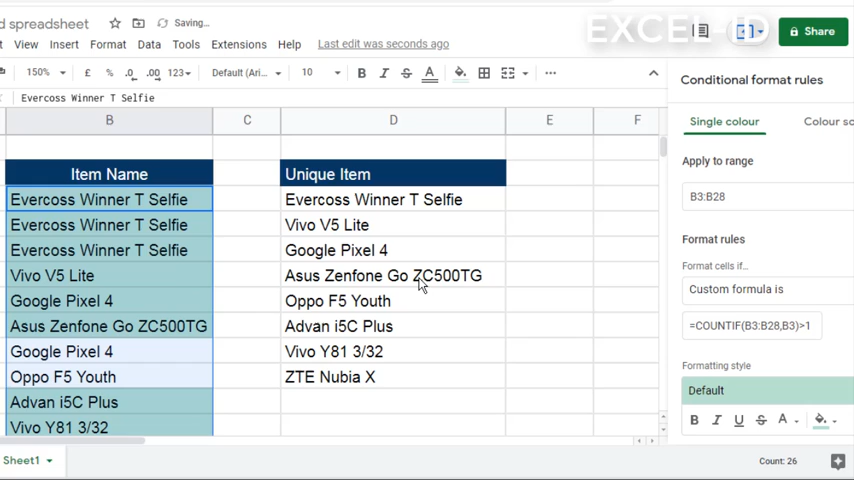 d spreadsheet
Saving...
EXCEL-ID
Share
View Insert Format Data Tools Extensions Help Last edit was seconds ago
150% £ % .0 .00 123 Default (Ari... 10 B I S A
Conditional format rules
Evercoss Winner T Selfie
B C D E F
Single colour Colour sc
Apply to range
B3:B28
Format rules
Format cells if...
Custom formula is
=COUNTIF(B3:B28,B3)>1
Formatting style
Default
B I U S A
Item Name Unique Item
Evercoss Winner T Selfie Evercoss Winner T Selfie
Evercoss Winner T Selfie Vivo V5 Lite
Evercoss Winner T Selfie Google Pixel 4
Vivo V5 Lite Asus Zenfone Go ZC500TG
Google Pixel 4 Oppo F5 Youth
Asus Zenfone Go ZC500TG Advan i5C Plus
Google Pixel 4 Vivo Y81 3/32
Oppo F5 Youth ZTE Nubia X
Advan i5C Plus
Vivo Y81 3/32
Sheet1
Count: 26